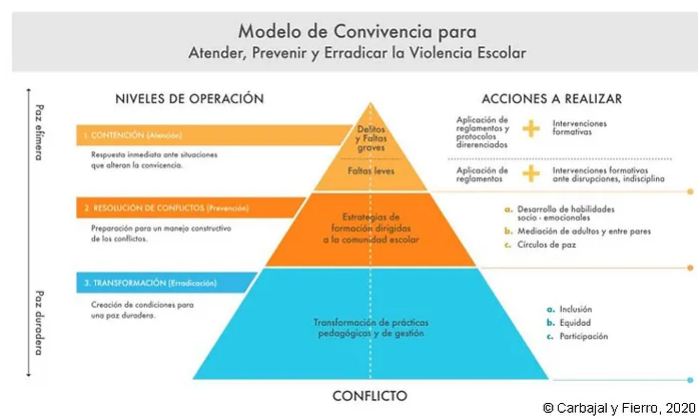 Modelo de Convivencia para
Atender, Prevenir y Erradicar la Violencia Escolar
NIVELES DE OPERACIÓN
ACCIONES A REALIZAR
Paz efímera
Paz duradera
1. CONTENCIÓN (Atención)
Respuesta inmediata ante situaciones
que alteran la convicencia.
Delitos
y Faltas
graves
Faltas leves
Aplicación de
reglamentos y
protocolos
direrenciados
+
Intervenciones
formativas
Aplicación de
reglamentos
+
Intervenciones formativas
ante disrupciones, indisciplina
2. RESOLUCIÓN DE CONFLICTOS (Prevención)
Preparación para un manejo constructivo
de los conflictos.
Estrategias de
formación dirigidas
a la comunidad escolar
a. Desarrollo de habilidades
socio - emocionales
b. Mediación de adultos y entre pares
c. Círculos de paz
3. TRANSFORMACIÓN (Erradicación)
Creación de condiciones para
una paz duradera.
Transformación de prácticas
pedagógicas y de gestión
a. Inclusión
b. Equidad
c. Participación
CONFLICTO
© Carbajal y Fierro, 2020